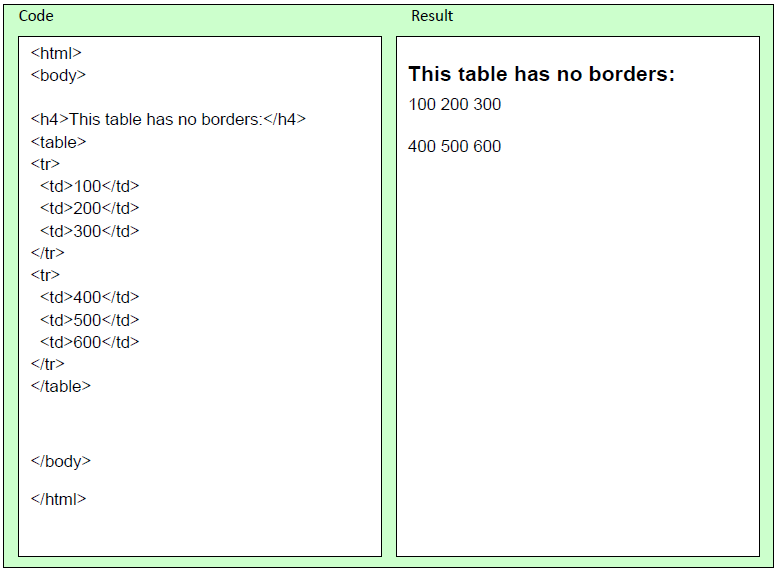 Code
<html>
<body>
<h4>This table has no borders:</h4>
<table>
<tr>
<td>100</td>
<td>200</td>
<td>300</td>
</tr>
<tr>
<td>400</td>
<td>500</td>
<td>600</td>
</tr>
</table>
</body>
</html>
Result
This table has no borders:
100 200 300
400 500 600